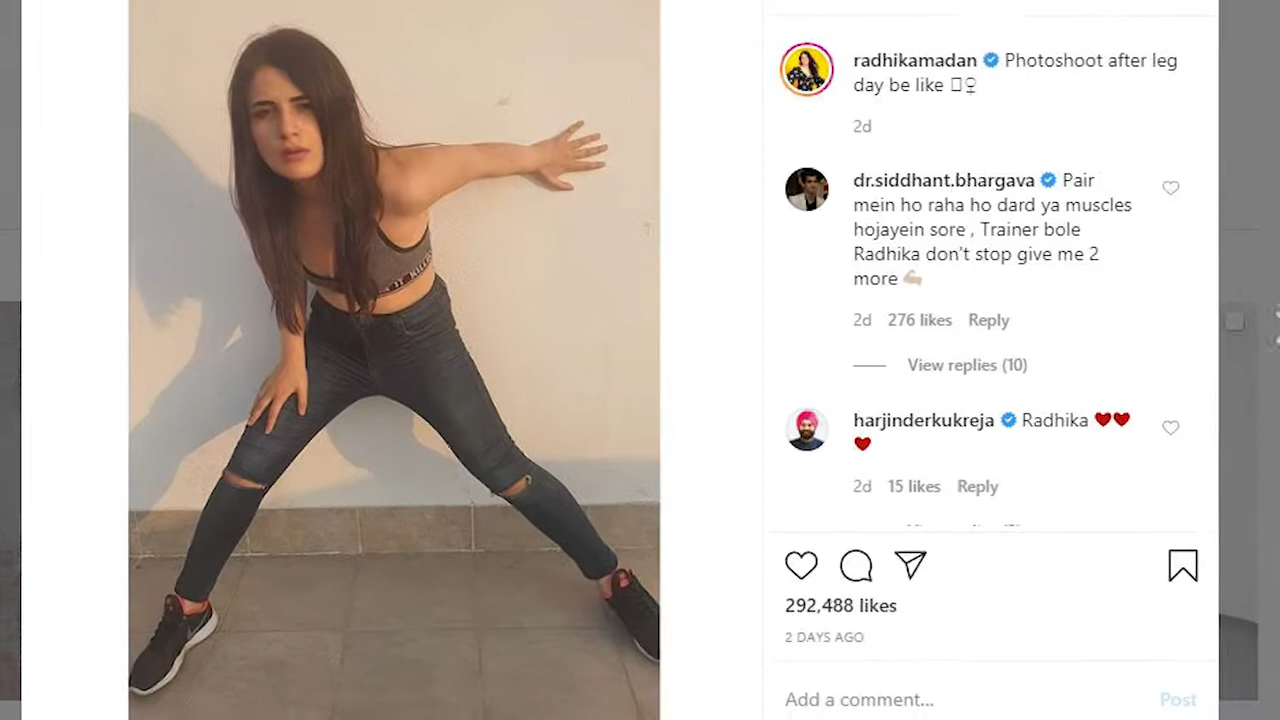 radhikamadan Photoshoot after leg
day be like ▯♀
2d
dr.siddhant.bhargava Pair
mein ho raha ho dard ya muscles
hojayein sore , Trainer bole
Radhika don't stop give me 2
more 💪🏼
2d 276 likes Reply
View replies (10)
harjinderkukreja Radhika ❤❤
❤
2d 15 likes Reply
292,488 likes
2 DAYS AGO
Add a comment... Post